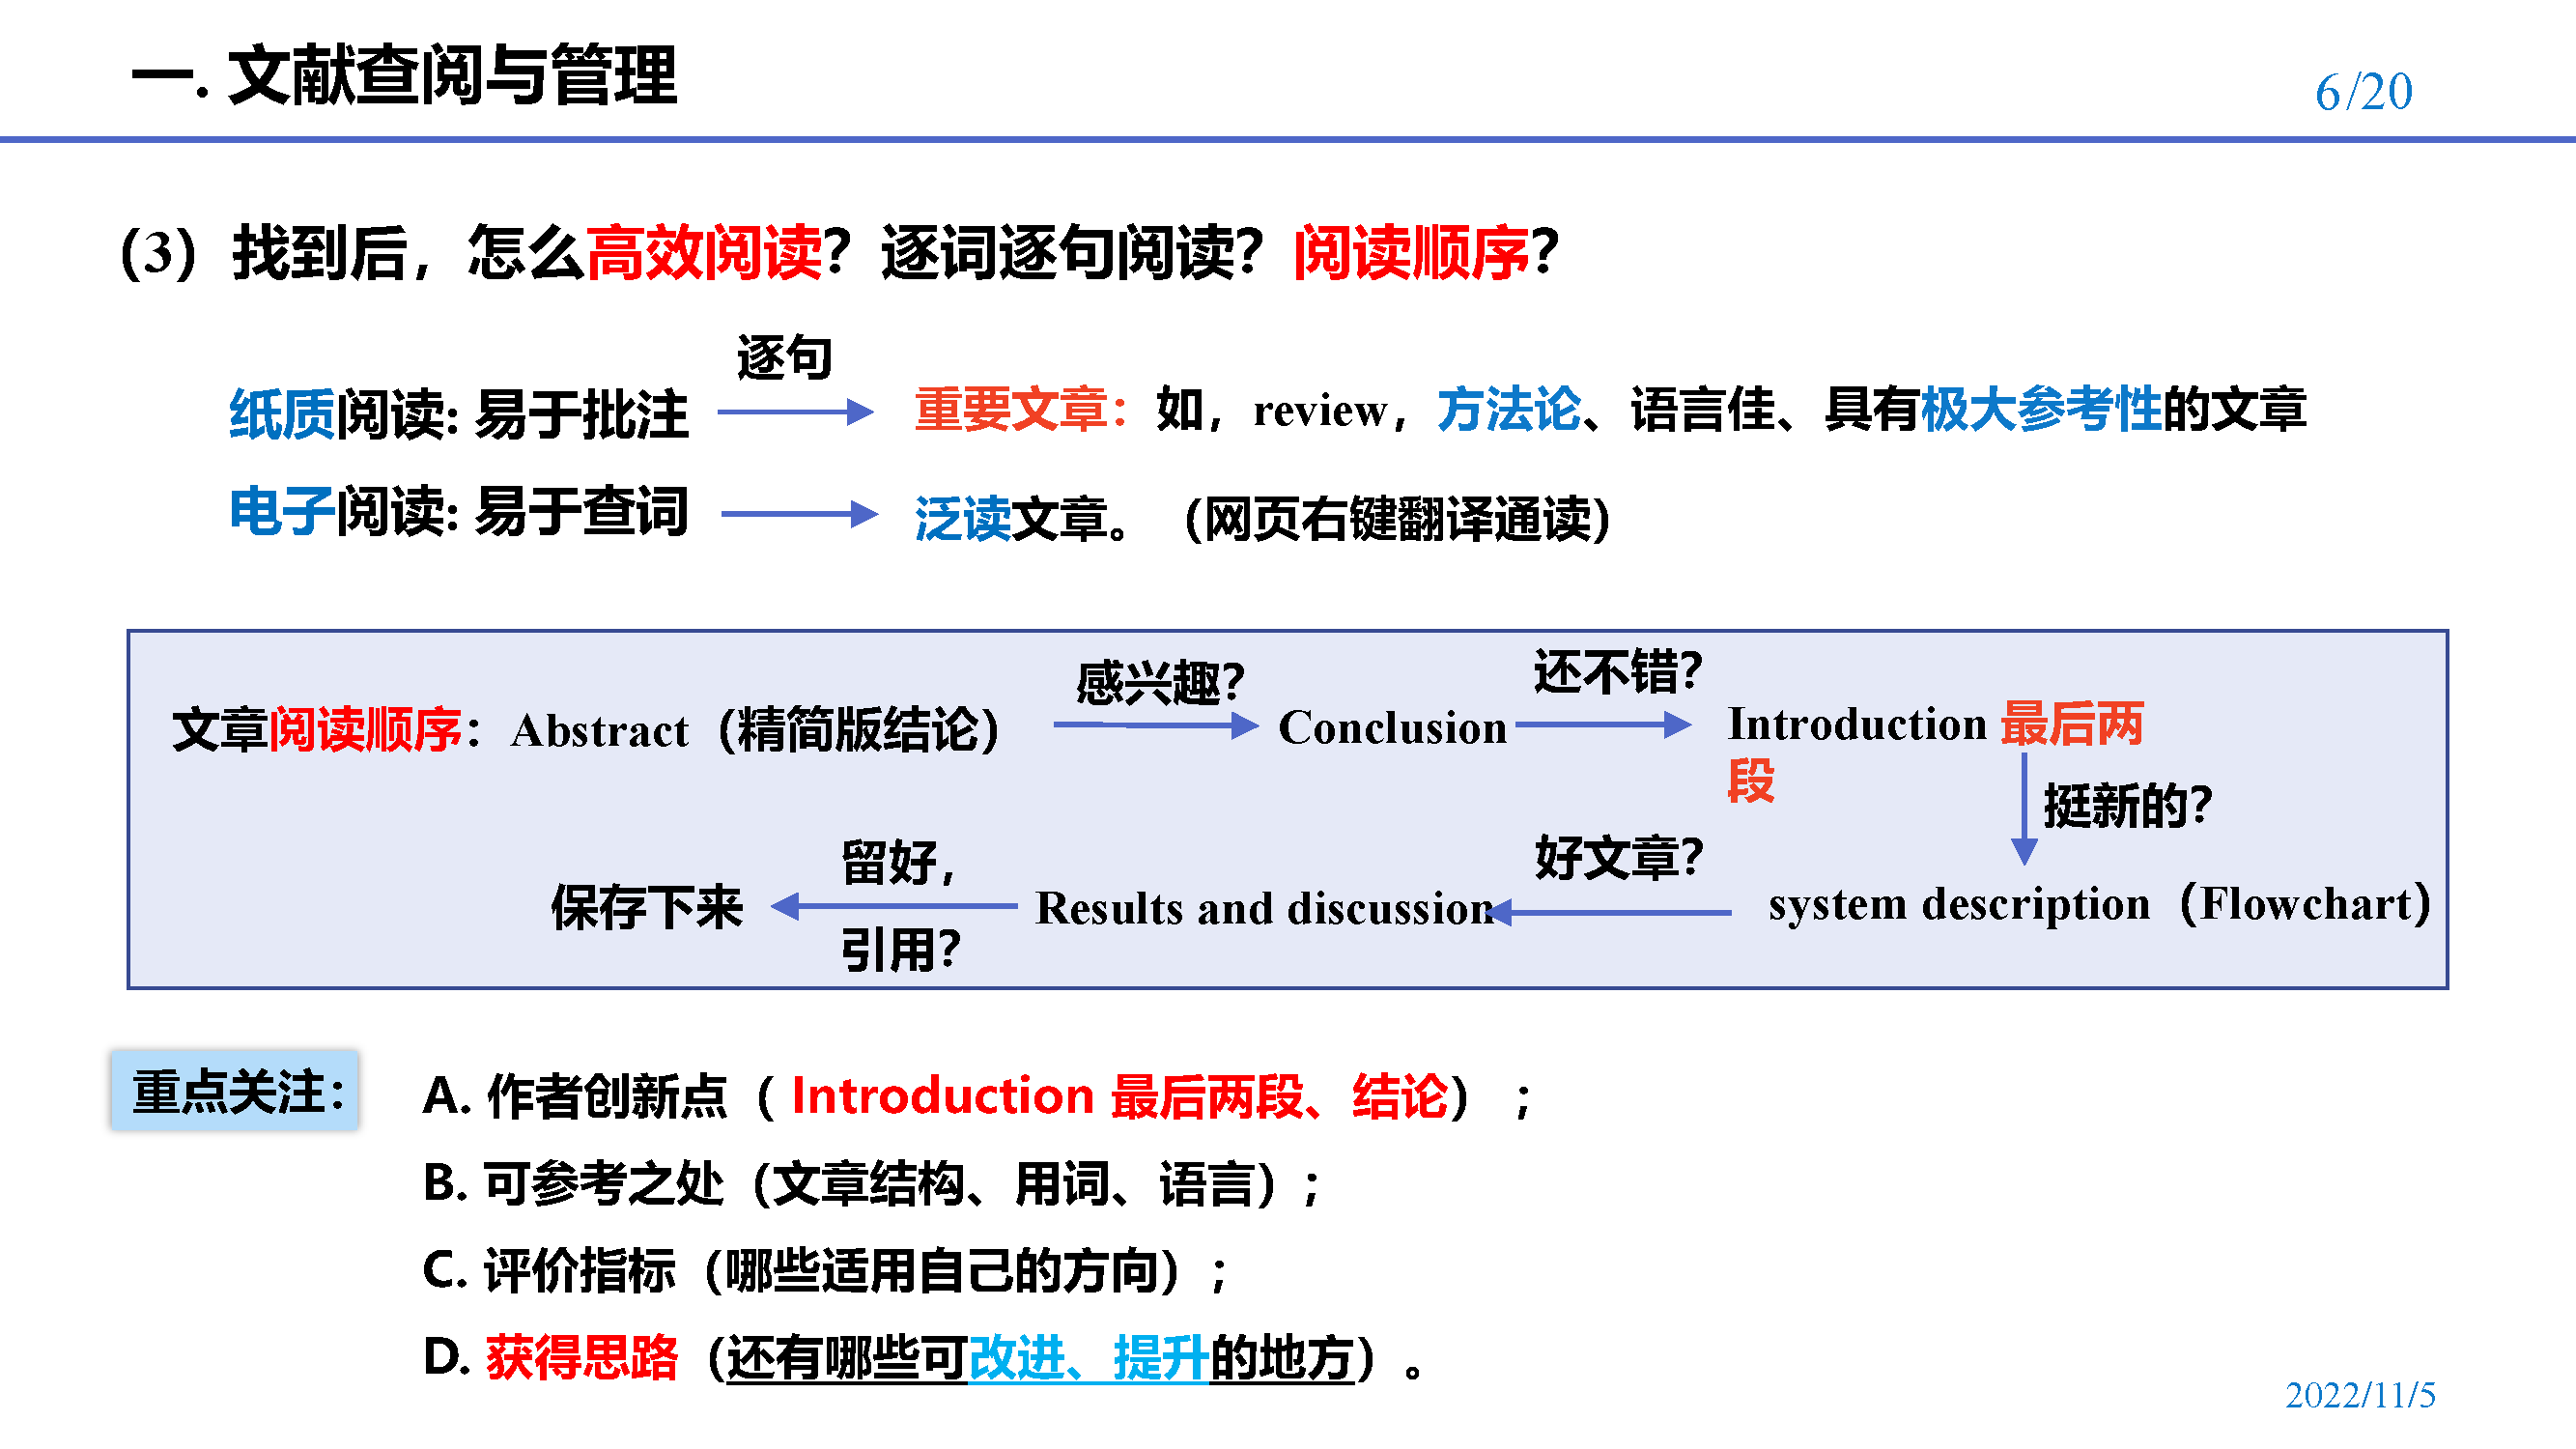 一. 文献查阅与管理
6/20
（3）找到后，怎么高效阅读？逐词逐句阅读？阅读顺序？
逐句
纸质阅读: 易于批注
重要文章：如，review，方法论、语言佳、具有极大参考性的文章
电子阅读: 易于查词
泛读文章。（网页右键翻译通读）
感兴趣？
还不错？
文章阅读顺序：Abstract（精简版结论）
Conclusion
Introduction 最后两
段
挺新的？
好文章？
留好，
system description（Flowchart）
Results and discussion
保存下来
引用？
重点关注：
A. 作者创新点（ Introduction 最后两段、结论） ；
B. 可参考之处（文章结构、用词、语言）；
C. 评价指标（哪些适用自己的方向）；
D. 获得思路（还有哪些可改进、提升的地方）。
2022/11/5